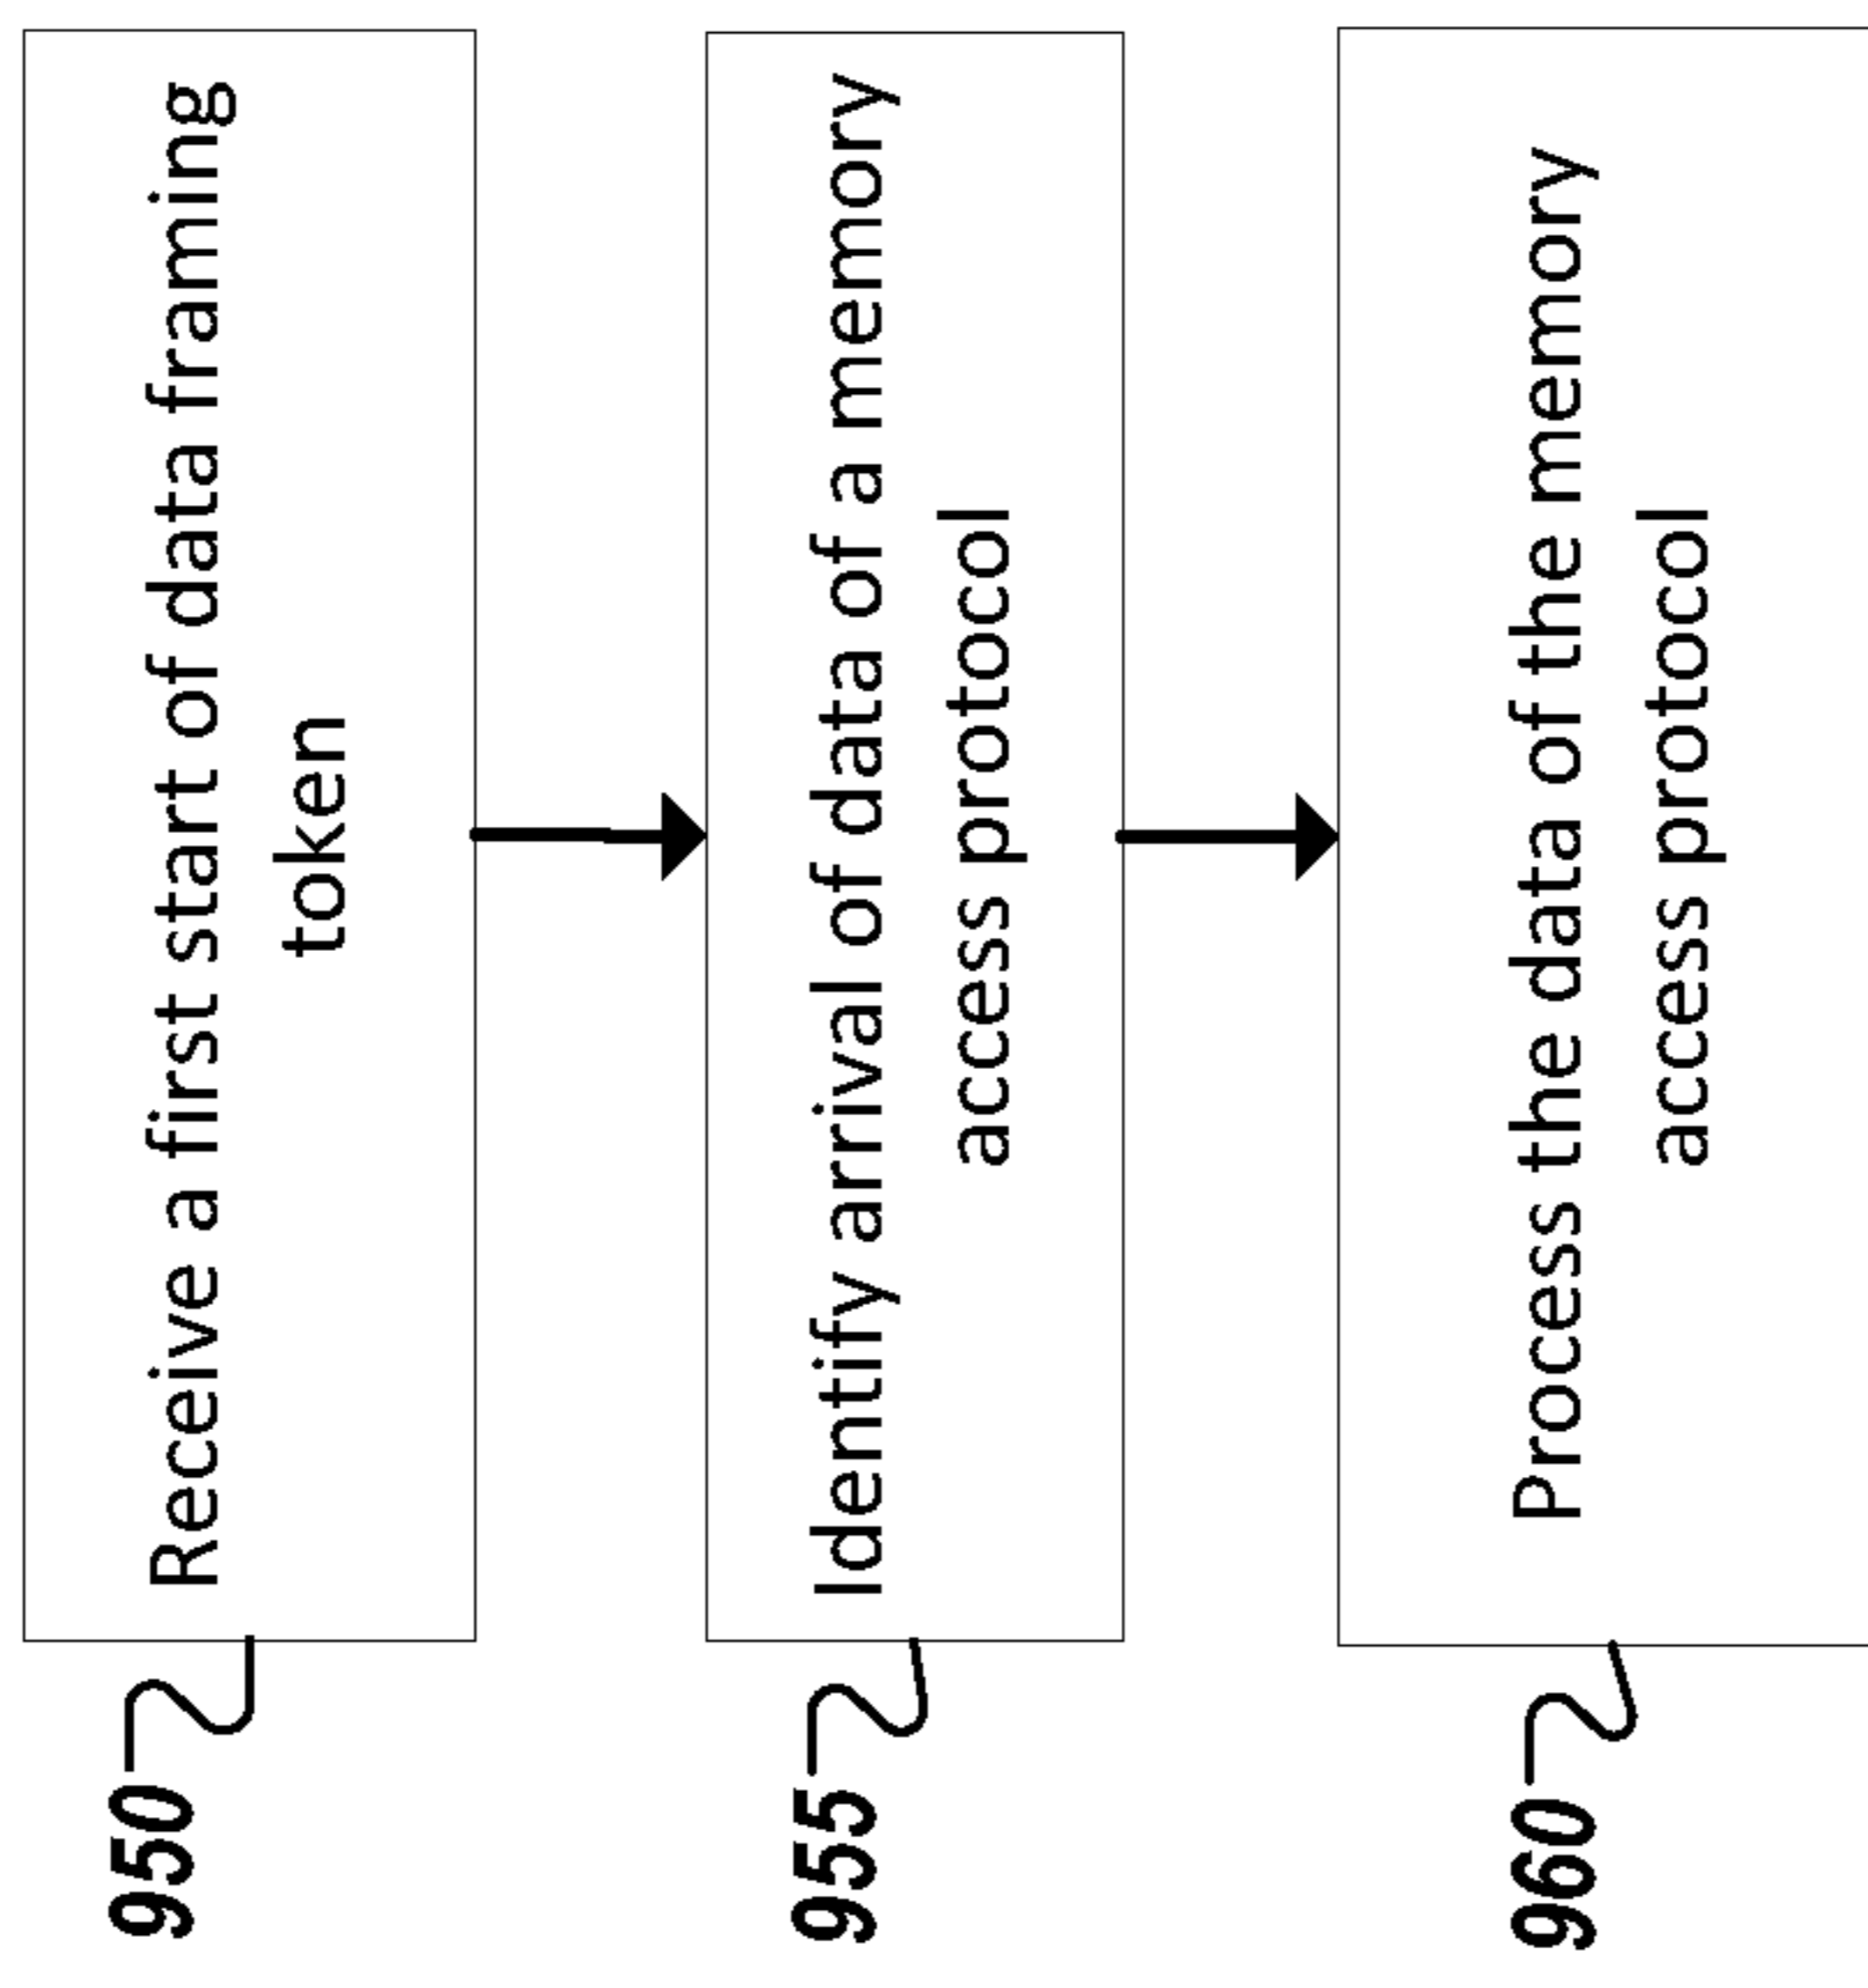 950
Receive a first start of data framing
token
955
Identify arrival of data of a memory
access protocol
960
Process the data of the memory
access protocol